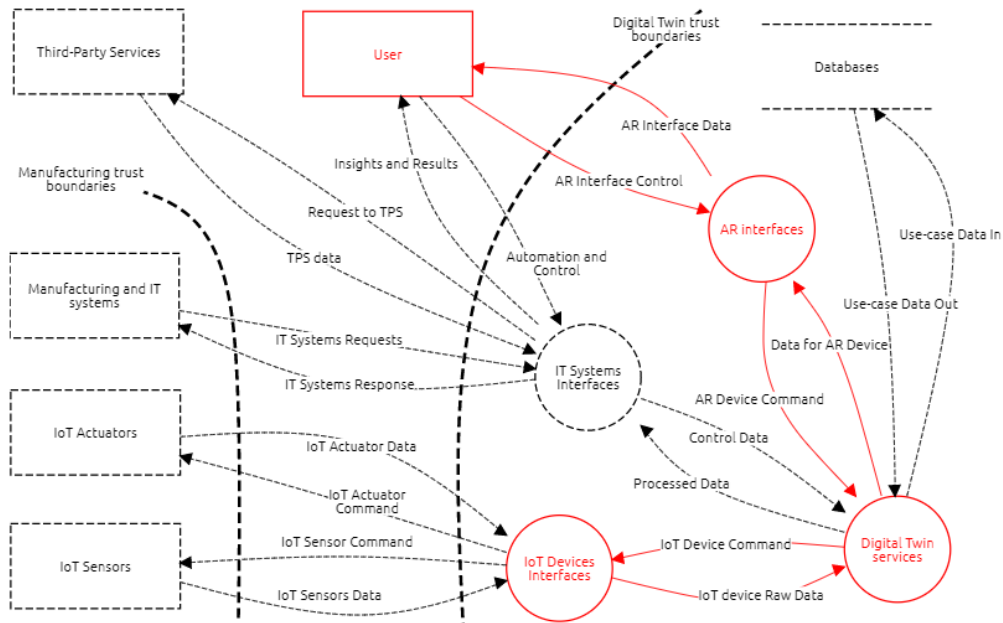 Third-Party Services
User
Digital Twin trust
boundaries
Databases
AR Interface Data
Insights and Results
Manufacturing trust
boundaries
AR Interface Control
Request to TPS
AR interfaces
Use-case Data In
TPS data
Automation and
Control
Manufacturing and IT
systems
Use-case Data Out
IT Systems Requests
Data for AR Device
IT Systems
Interfaces
IT Systems Response
AR Device Command
IoT Actuators
Control Data
IoT Actuator Data
Processed Data
IoT Actuator
Command
IoT Sensor Command
IoT Device Command
Digital Twin
services
IoT Sensors
IoT Devices
Interfaces
IoT Sensors Data
IoT device Raw Data